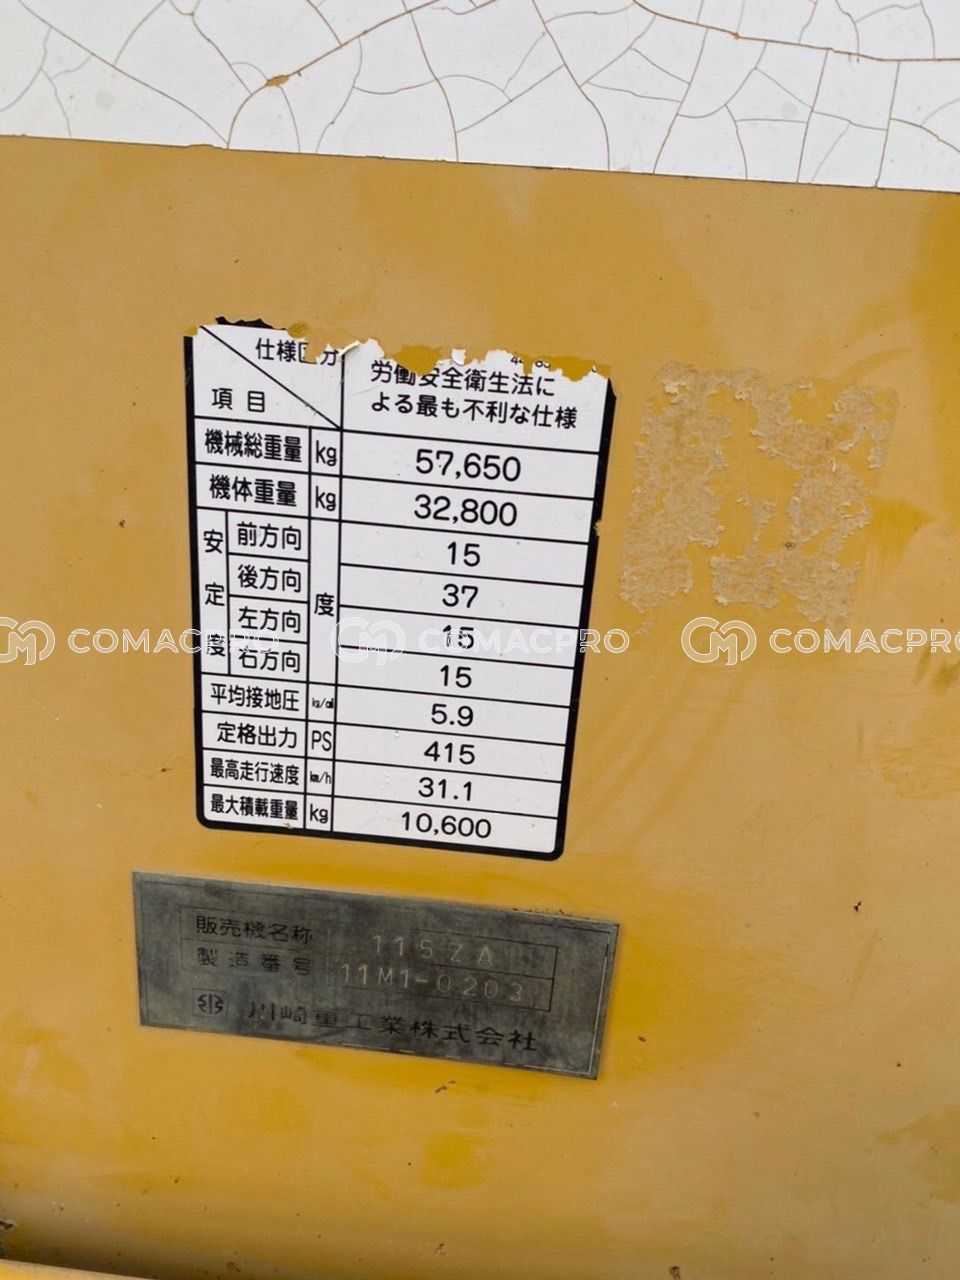 仕様区分
労働安全衛生法に
よる最も不利な仕様
項目
機械総重量 kg 57,650
機体重量 kg 32,800
安定度 前方向 度 15
後方向 37
左方向 15
右方向 15
平均接地圧 kg/c㎡ 5.9
定格出力 PS 415
最高走行速度 km/h 31.1
最大積載重量 kg 10,600
COMACPRO COMACPRO COMACPRO
販売機名称 115ZA
製造番号 11M1-0203
川崎重工業株式会社